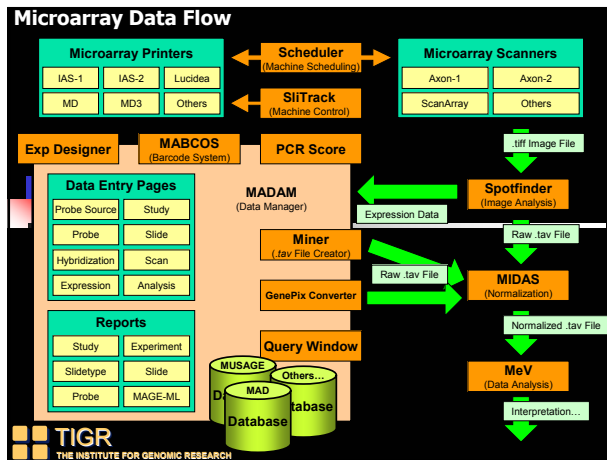 Microarray Data Flow
Microarray Printers
IAS-1
IAS-2
Lucidea
MD
MD3
Others
Scheduler
(Machine Scheduling)
SliTrack
(Machine Control)
Microarray Scanners
Axon-1
Axon-2
ScanArray
Others
Exp Designer
MABCOS
(Barcode System)
PCR Score
.tiff Image File
Data Entry Pages
Probe Source
Study
Probe
Slide
Hybridization
Scan
Expression
Analysis
MADAM
(Data Manager)
Expression Data
Spotfinder
(Image Analysis)
Raw .tav File
Miner
(.tav File Creator)
Raw .tav File
GenePix Converter
MIDAS
(Normalization)
Reports
Study
Experiment
Slidetype
Slide
Probe
MAGE-ML
Query Window
Normalized .tav File
MeV
(Data Analysis)
Interpretation...
MUSAGE
Others...
MAD
Database
TIGR
THE INSTITUTE FOR GENOMIC RESEARCH